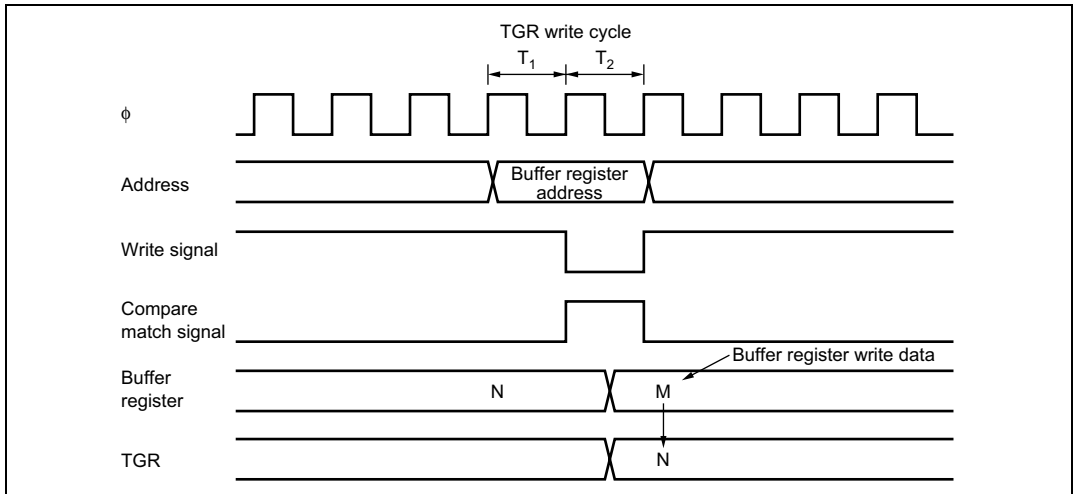 TGR write cycle
T1 T2
ϕ
Address
Buffer register
address
Write signal
Compare
match signal
Buffer register write data
Buffer
register
N
M
TGR
N